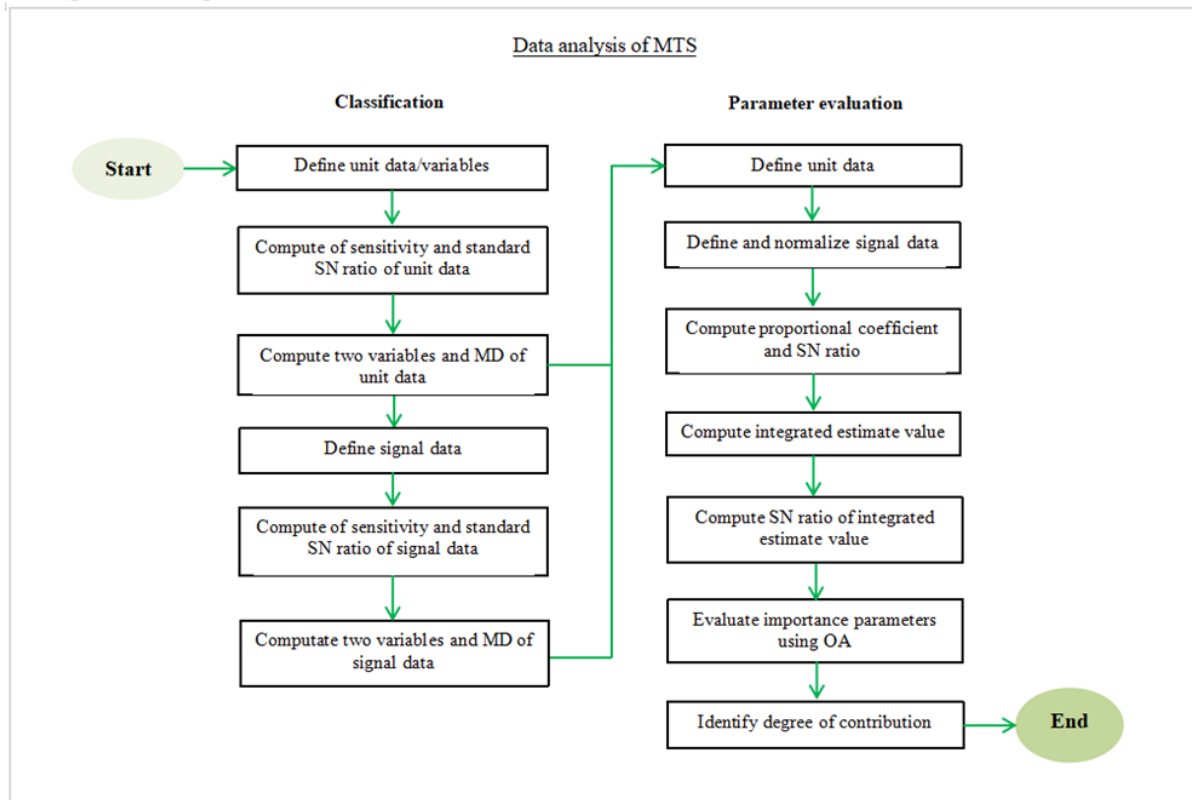 Data analysis of MTS
Classification
Start
Define unit data/variables
Compute of sensitivity and standard
SN ratio of unit data
Compute two variables and MD of
unit data
Define signal data
Compute of sensitivity and standard
SN ratio of signal data
Computate two variables and MD of
signal data
Parameter evaluation
Define unit data
Define and normalize signal data
Compute proportional coefficient
and SN ratio
Compute integrated estimate value
Compute SN ratio of integrated
estimate value
Evaluate importance parameters
using OA
Identify degree of contribution
End